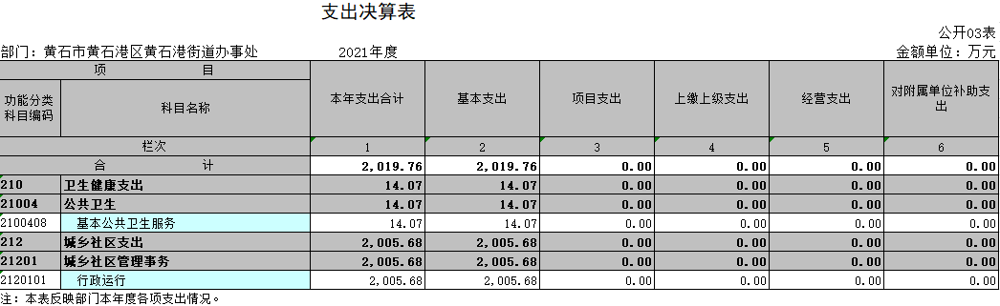 支出决算表
公开03表
部门：黄石市黄石港区黄石港街道办事处 2021年度 金额单位：万元
项 目 本年支出合计 基本支出 项目支出 上缴上级支出 经营支出 对附属单位补助支出
功能分类科目编码 科目名称
栏次 1 2 3 4 5 6
合 计 2,019.76 2,019.76 0.00 0.00 0.00 0.00
210 卫生健康支出 14.07 14.07 0.00 0.00 0.00 0.00
21004 公共卫生 14.07 14.07 0.00 0.00 0.00 0.00
2100408 基本公共卫生服务 14.07 14.07 0.00 0.00 0.00 0.00
212 城乡社区支出 2,005.68 2,005.68 0.00 0.00 0.00 0.00
21201 城乡社区管理事务 2,005.68 2,005.68 0.00 0.00 0.00 0.00
2120101 行政运行 2,005.68 2,005.68 0.00 0.00 0.00 0.00
注：本表反映部门本年度各项支出情况。